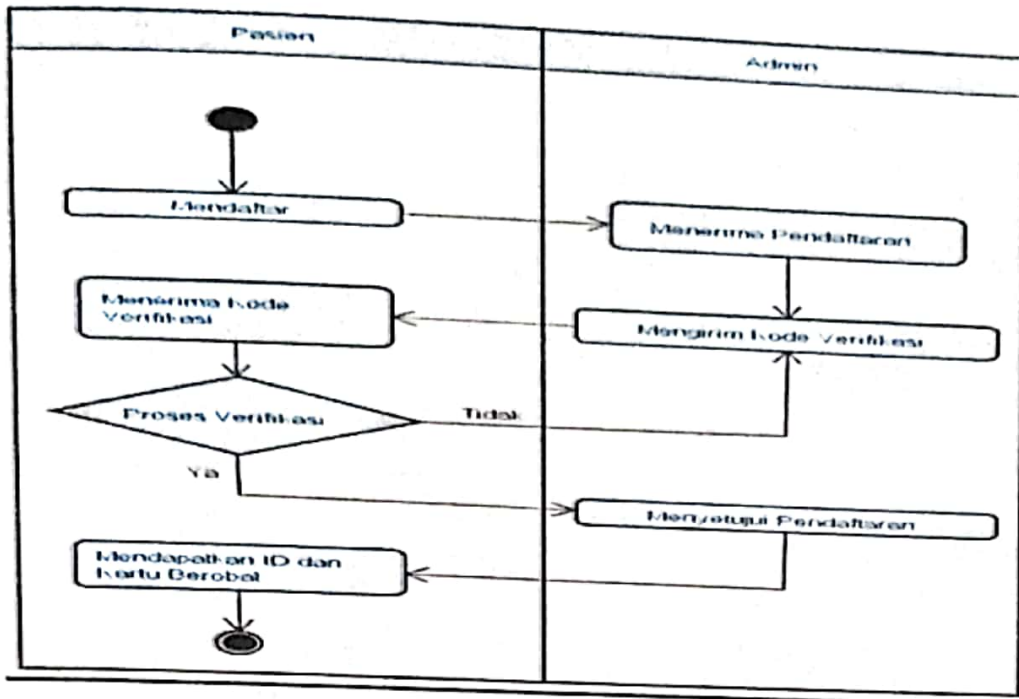 Pasien
Admin
Mendaftar
Menerima Pendaftaran
Menerima Kode
Verifikasi
Mengirim Kode Verifikasi
Proses Verifikasi
Tidak
Ya
Menyetujui Pendaftaran
Mendapatkan ID dan
Kartu Berobat